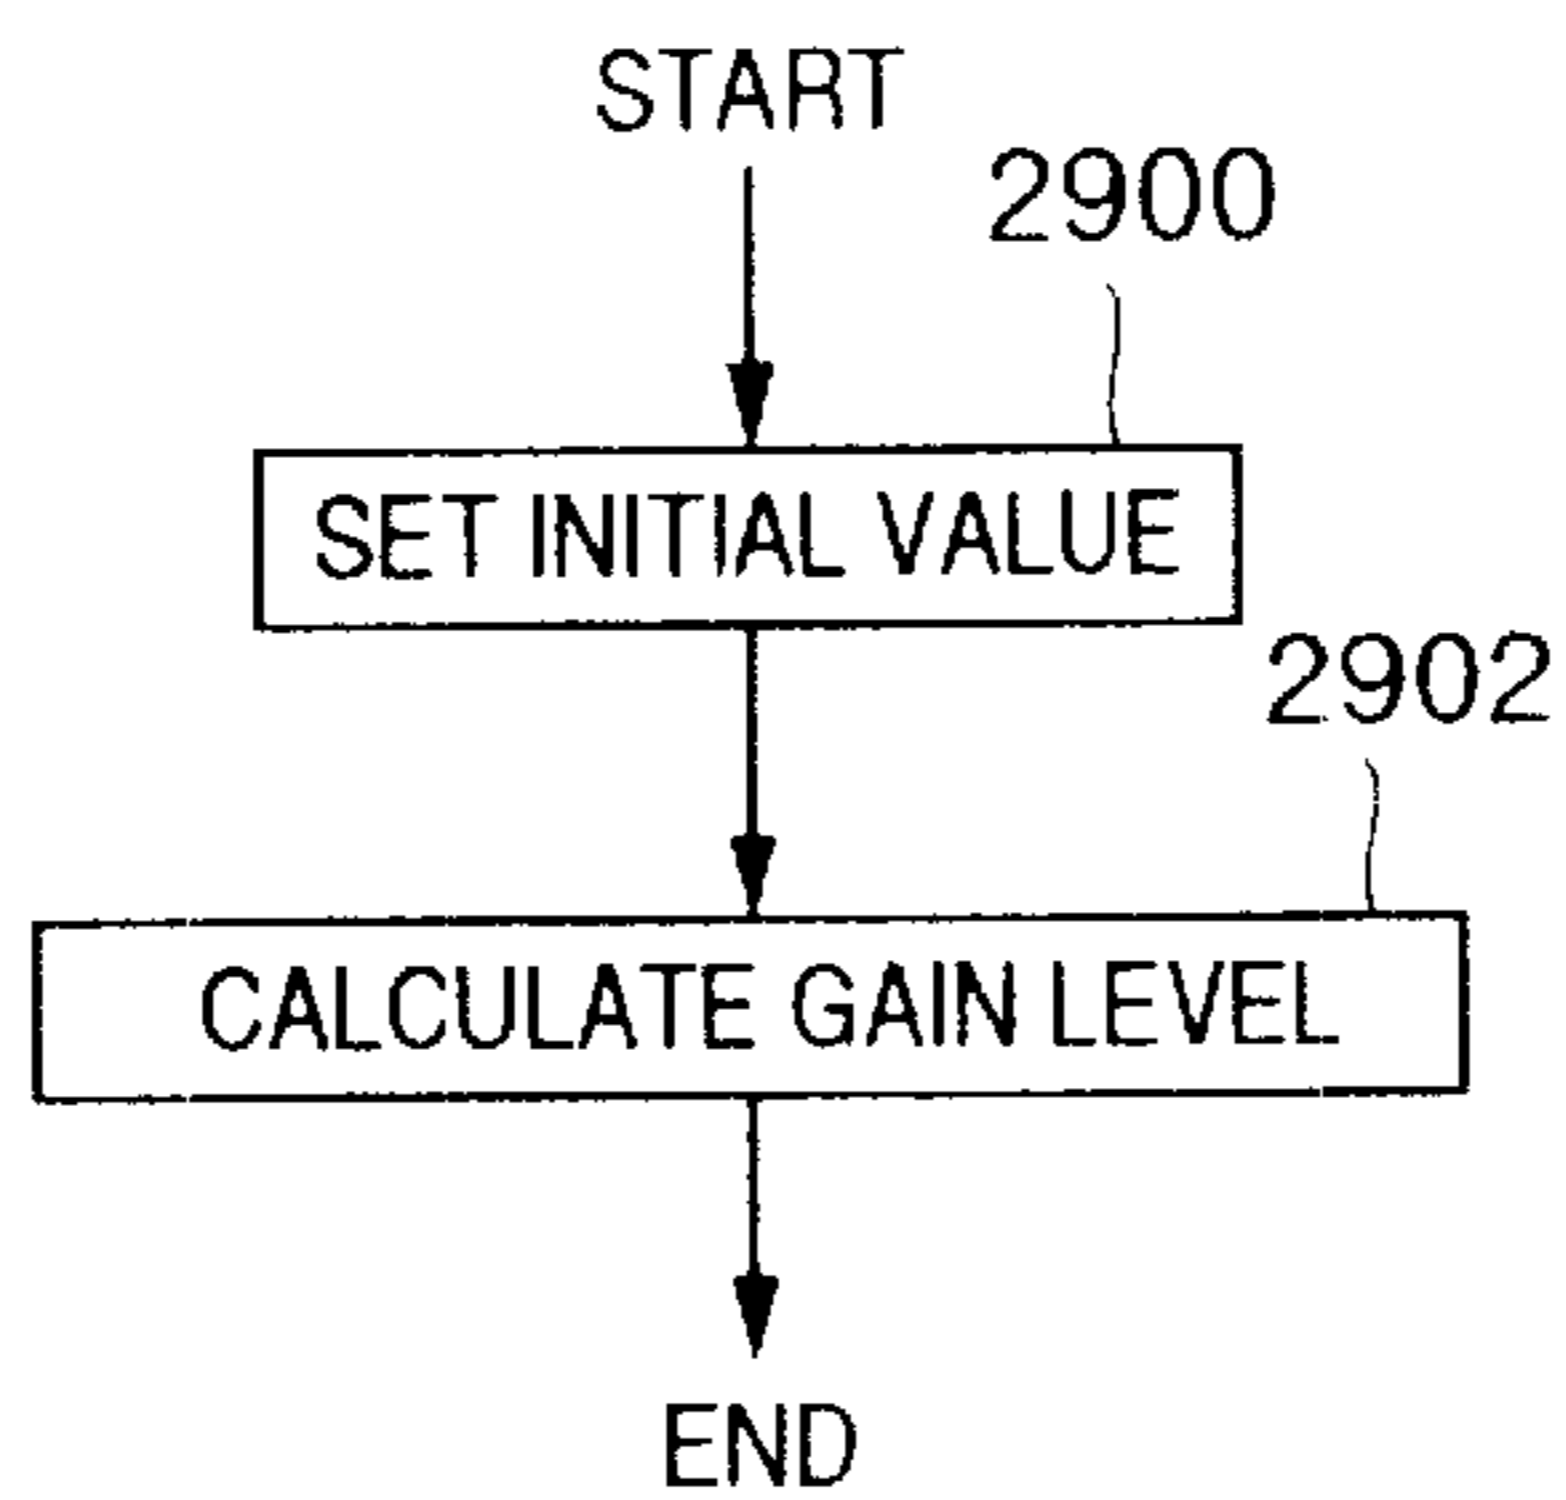 START
2900
SET INITIAL VALUE
2902
CALCULATE GAIN LEVEL
END